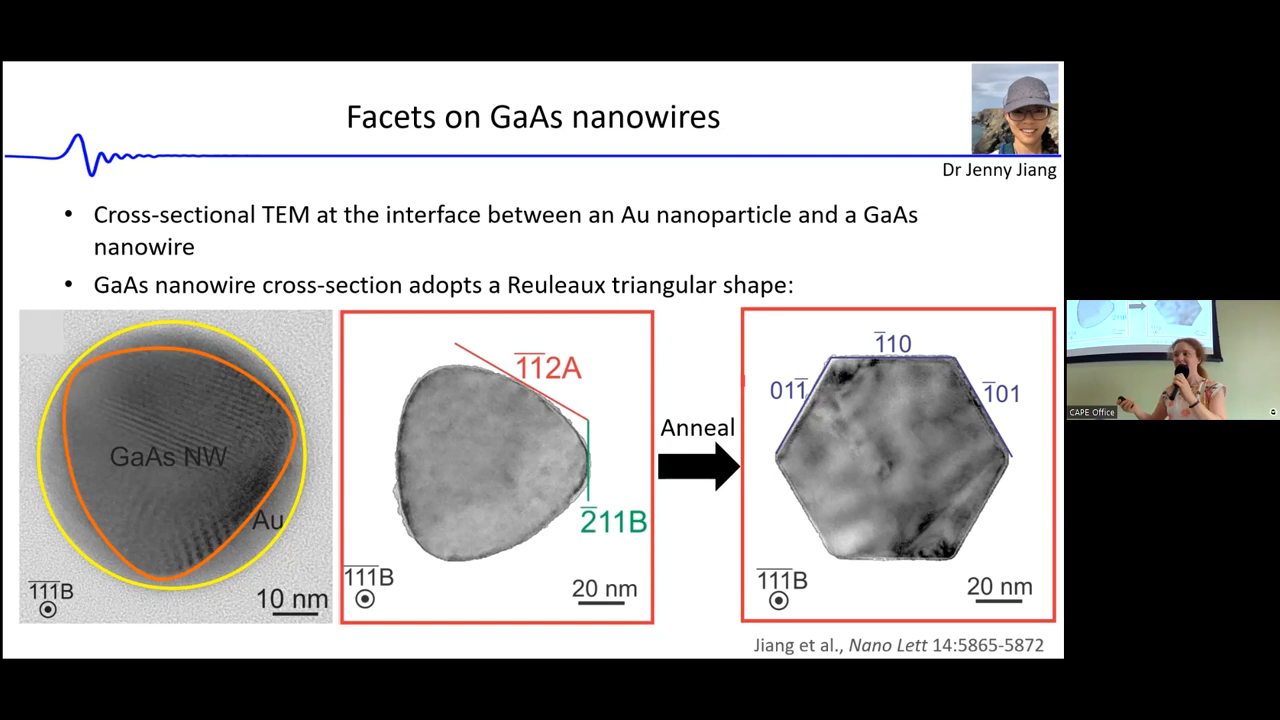 Facets on GaAs nanowires
Dr Jenny Jiang
• Cross-sectional TEM at the interface between an Au nanoparticle and a GaAs
nanowire
• GaAs nanowire cross-section adopts a Reuleaux triangular shape:
GaAs NW
Au
1̅1̅1̅B
10 nm
1̅1̅2A
2̅11B
1̅1̅1̅B
20 nm
Anneal
1̅10
011̅
1̅01
1̅1̅1̅B
20 nm
Jiang et al., Nano Lett 14:5865-5872
CAPE Office